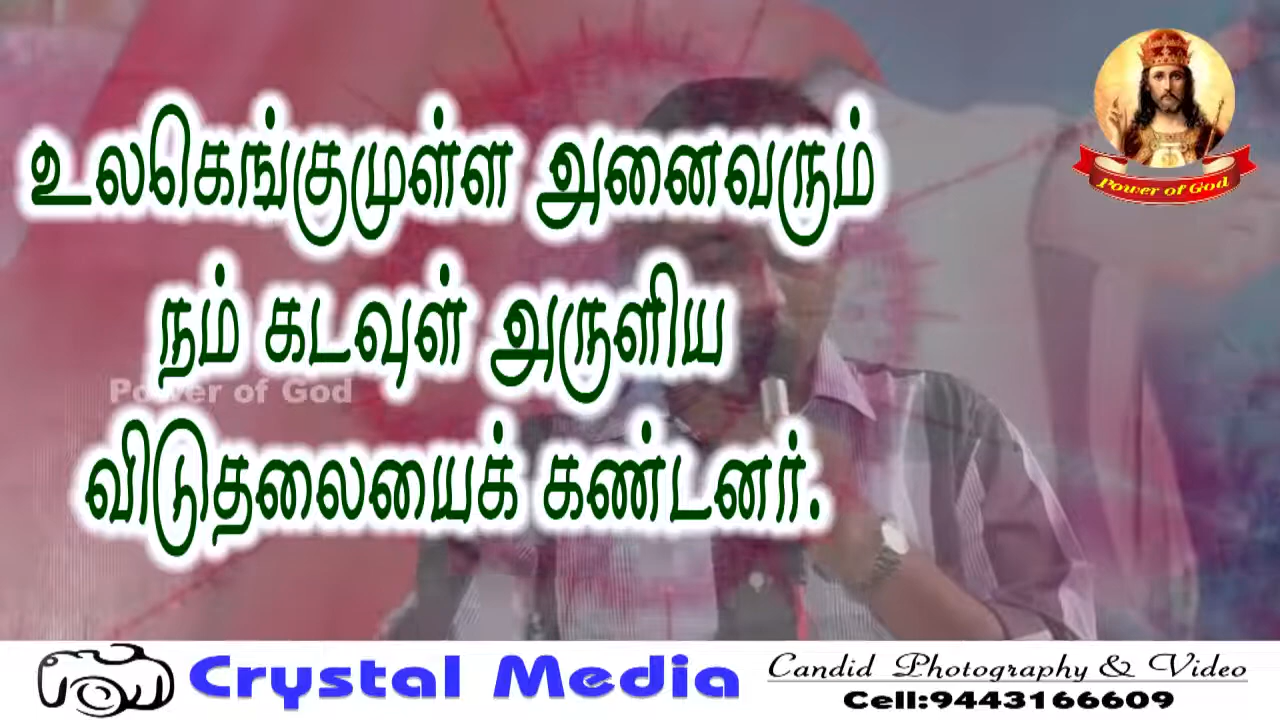 உலகெங்குமுள்ள அனைவரும்
நம் கடவுள் அருளிய
விடுதலையைக் கண்டனர்.
Power of God
Power of God
Crystal Media
Candid Photography & Video
Cell:9443166609